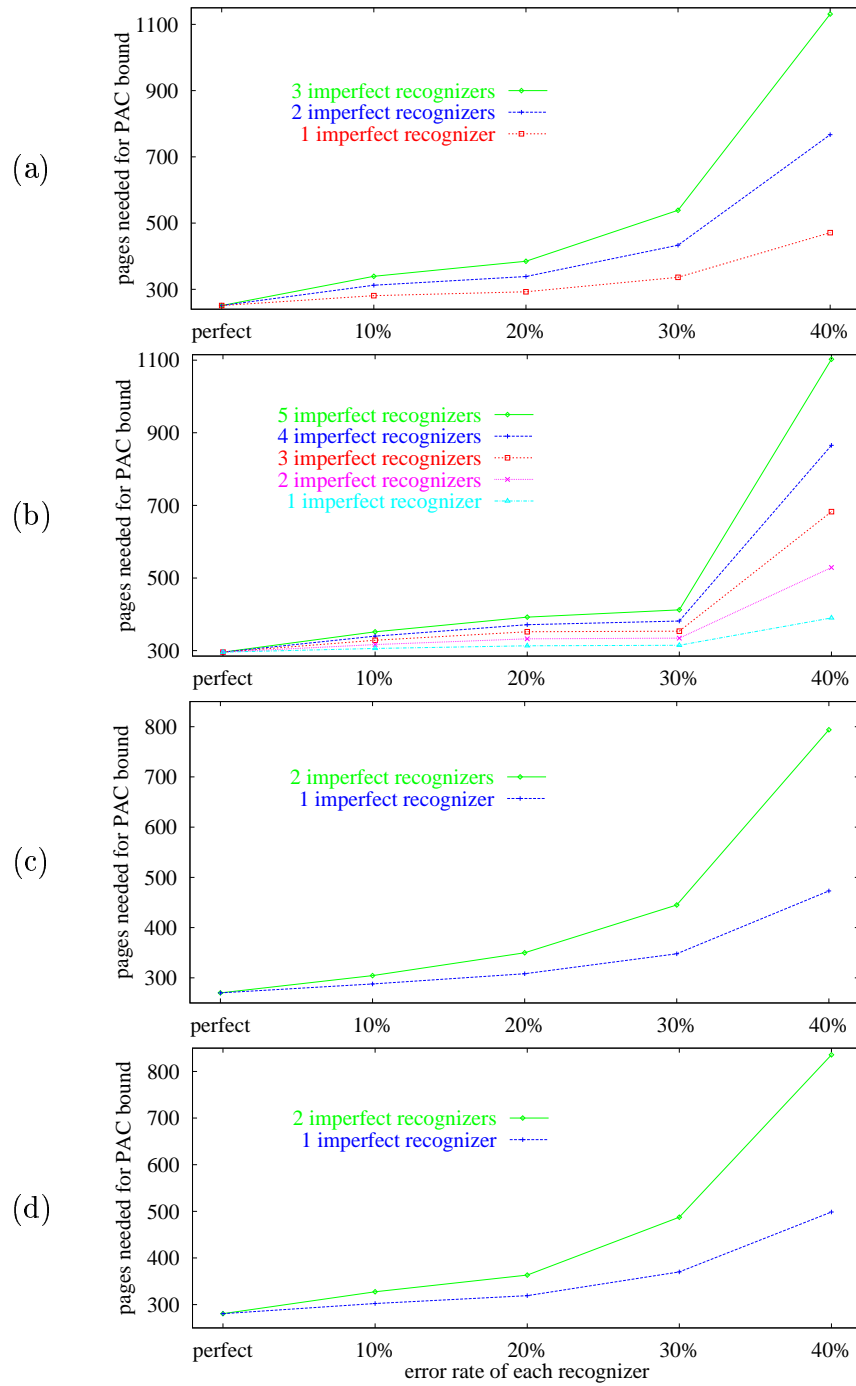 (a)
pages needed for PAC bound
1100
900
700
500
300
3 imperfect recognizers
2 imperfect recognizers
1 imperfect recognizer
perfect 10% 20% 30% 40%
(b)
pages needed for PAC bound
1100
900
700
500
300
5 imperfect recognizers
4 imperfect recognizers
3 imperfect recognizers
2 imperfect recognizers
1 imperfect recognizer
perfect 10% 20% 30% 40%
(c)
pages needed for PAC bound
800
700
600
500
400
300
2 imperfect recognizers
1 imperfect recognizer
perfect 10% 20% 30% 40%
(d)
pages needed for PAC bound
800
700
600
500
400
300
2 imperfect recognizers
1 imperfect recognizer
perfect 10% 20% 30% 40%
error rate of each recognizer